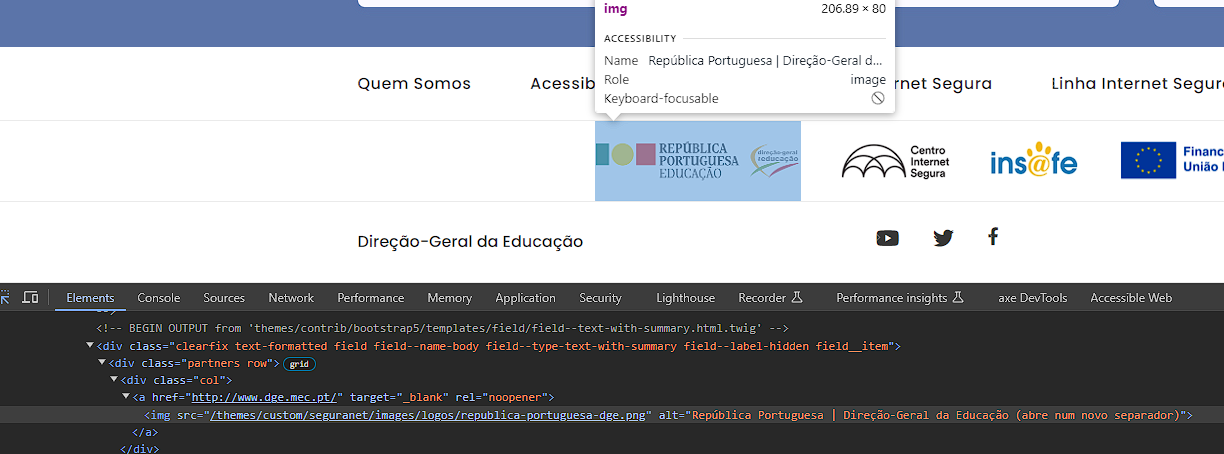 img 206.89 × 80
ACCESSIBILITY
Name República Portuguesa | Direção-Geral d...
Role image
Keyboard-focusable
Quem Somos Acessib rnet Segura Linha Internet Segura
REPÚBLICA
PORTUGUESA
EDUCAÇÃO
direção-geral
educação
Centro
Internet
Segura
ins@fe
Financ
União
Direção-Geral da Educação
Elements Console Sources Network Performance Memory Application Security Lighthouse Recorder Performance insights axe DevTools Accessible Web
<!-- BEGIN OUTPUT from 'themes/contrib/bootstrap5/templates/field/field--text-with-summary.html.twig' -->
<div class="clearfix text-formatted field field--name-body field--type-text-with-summary field--label-hidden field__item">
<div class="partners row"> grid
<div class="col">
<a href="http://www.dge.mec.pt/" target="_blank" rel="noopener">
<img src="/themes/custom/seguranet/images/logos/republica-portuguesa-dge.png" alt="República Portuguesa | Direção-Geral da Educação (abre num novo separador)">
</a>
</div>